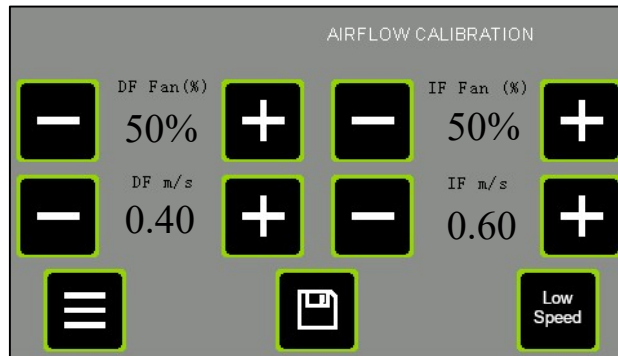 AIRFLOW CALIBRATION
DF Fan(%) IF Fan (%)
− 50% + − 50% +
DF m/s IF m/s
− 0.40 + − 0.60 +
Low
Speed